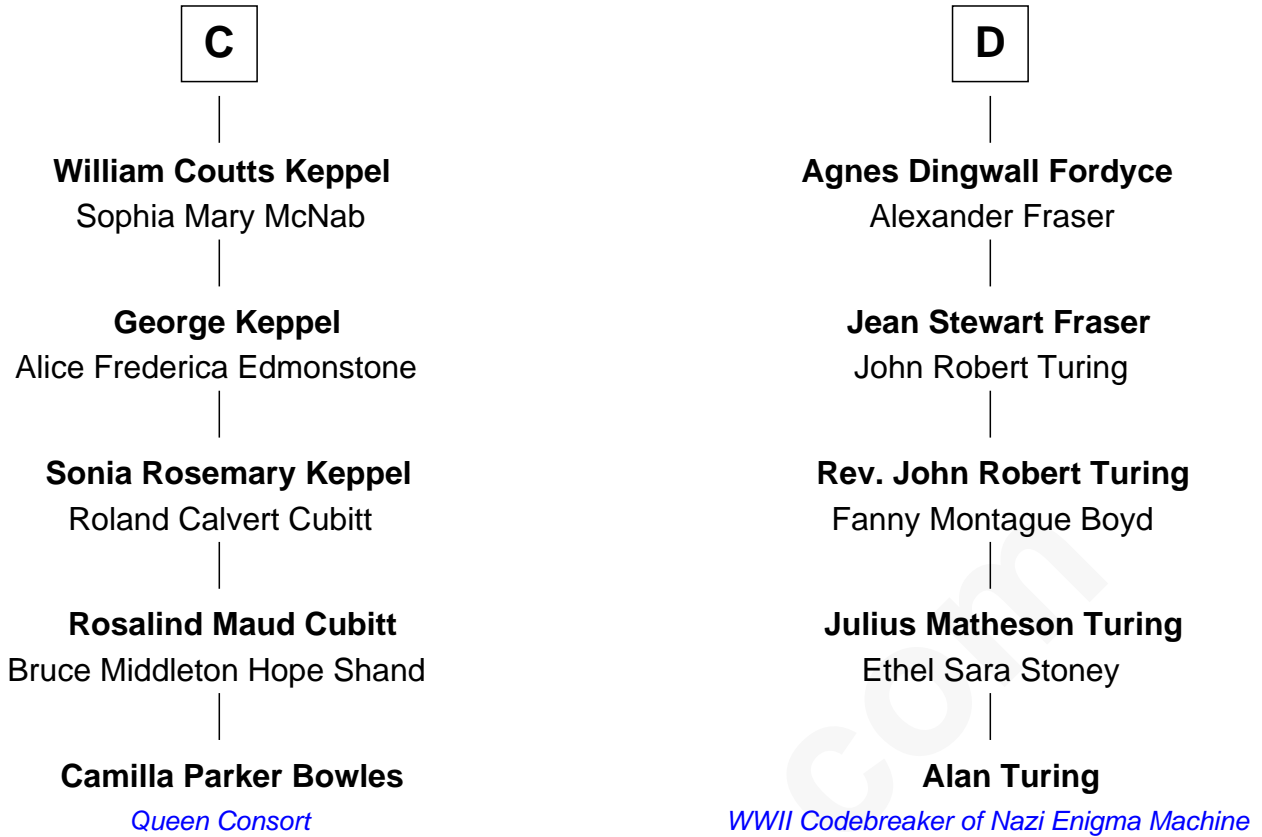 C
William Coutts Keppel
Sophia Mary McNab
George Keppel
Alice Frederica Edmonstone
Sonia Rosemary Keppel
Roland Calvert Cubitt
Rosalind Maud Cubitt
Bruce Middleton Hope Shand
Camilla Parker Bowles
Queen Consort
D
Agnes Dingwall Fordyce
Alexander Fraser
Jean Stewart Fraser
John Robert Turing
Rev. John Robert Turing
Fanny Montague Boyd
Julius Matheson Turing
Ethel Sara Stoney
Alan Turing
WWII Codebreaker of Nazi Enigma Machine
com